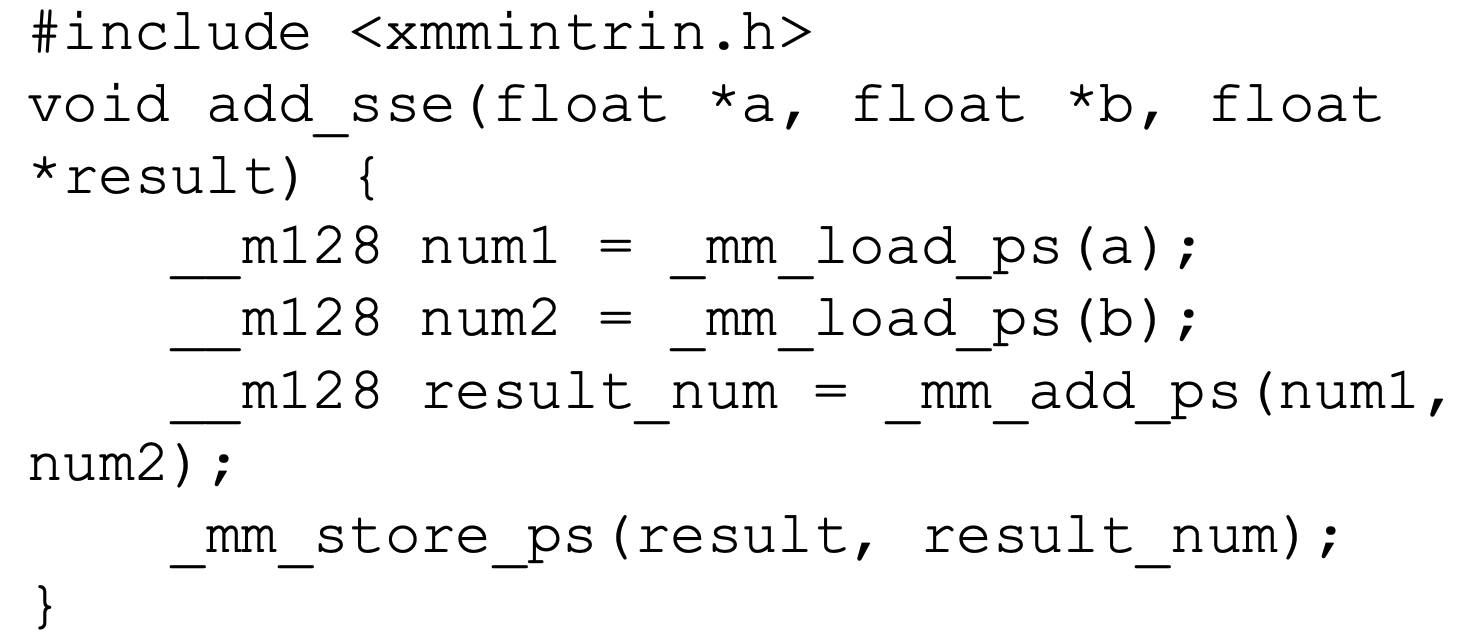 #include <xmmintrin.h>
void add_sse(float *a, float *b, float
*result) {
    __m128 num1 = _mm_load_ps(a);
    __m128 num2 = _mm_load_ps(b);
    __m128 result_num = _mm_add_ps(num1,
num2);
    _mm_store_ps(result, result_num);
}